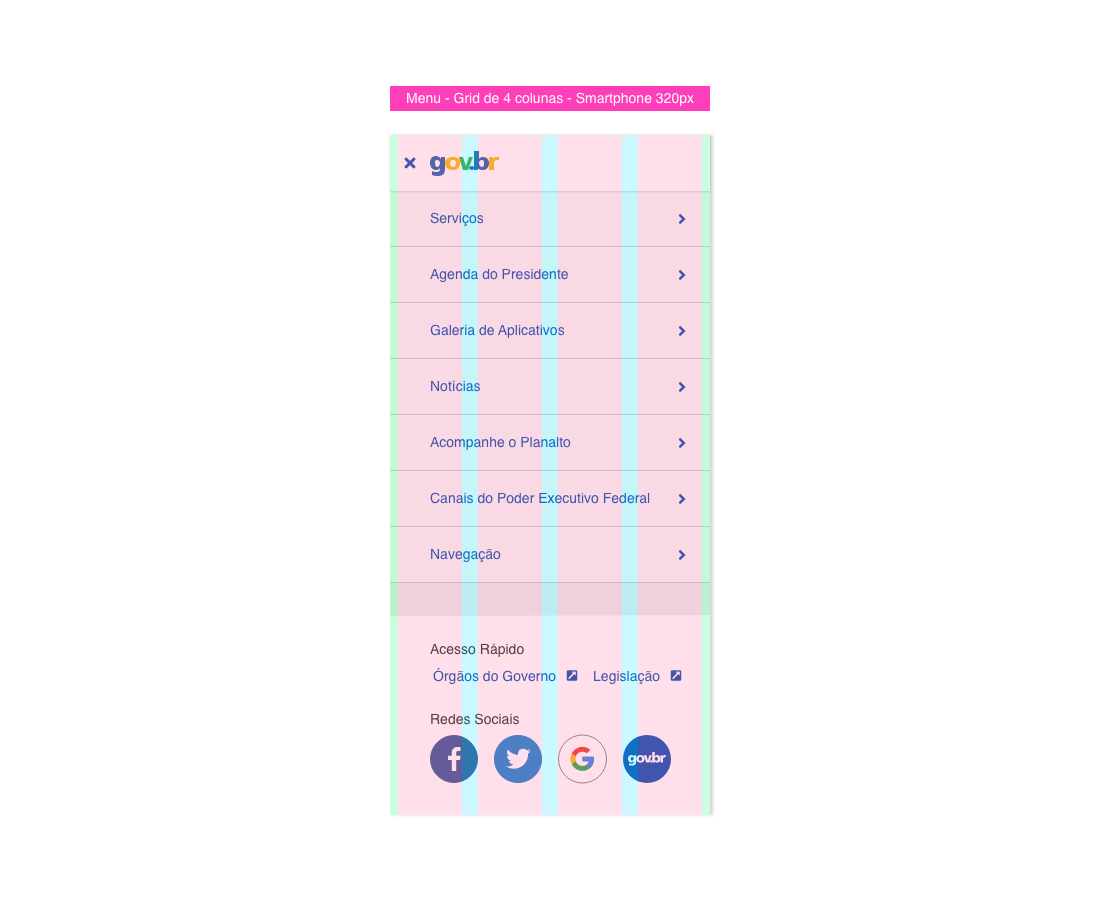 Menu - Grid de 4 colunas - Smartphone 320px
gov.br
Serviços
Agenda do Presidente
Galeria de Aplicativos
Notícias
Acompanhe o Planalto
Canais do Poder Executivo Federal
Navegação
Acesso Rápido
Órgãos do Governo Legislação
Redes Sociais
gov.br